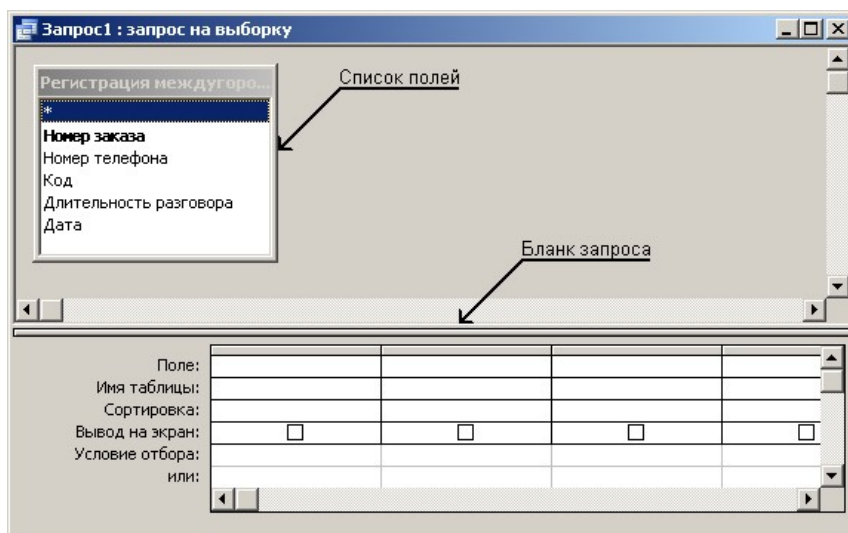 Запрос1 : запрос на выборку
Регистрация междугоро...
Список полей
*
Номер заказа
Номер телефона
Код
Длительность разговора
Дата
Бланк запроса
Поле:
Имя таблицы:
Сортировка:
Вывод на экран:
Условие отбора:
или: